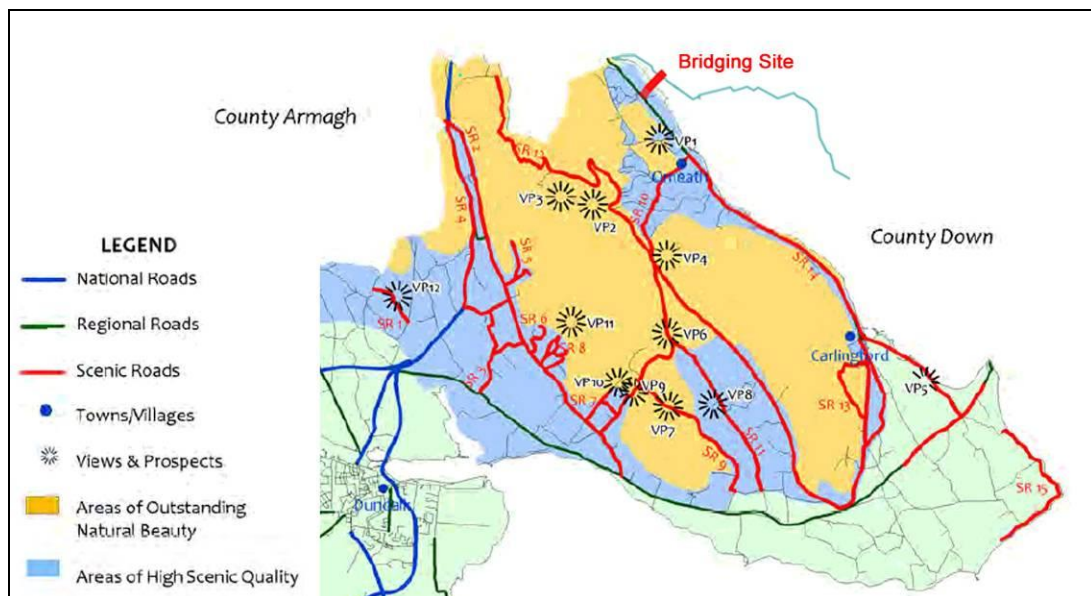 Bridging Site
County Armagh
VP1
Omeath
SR 2
SR 12
SR 10
VP3
VP2
SR 4
County Down
LEGEND
SR 5
VP4
SR 14
National Roads
VP12
SR 1
Regional Roads
SR 6
VP11
VP6
SR 8
Carlingford
Scenic Roads
SR 3
VP10
VP9
VP5
Towns/Villages
SR 7
VP8
SR 13
VP7
Views & Prospects
SR 9
SR 11
SR 15
Dundalk
Areas of Outstanding
Natural Beauty
Areas of High Scenic Quality